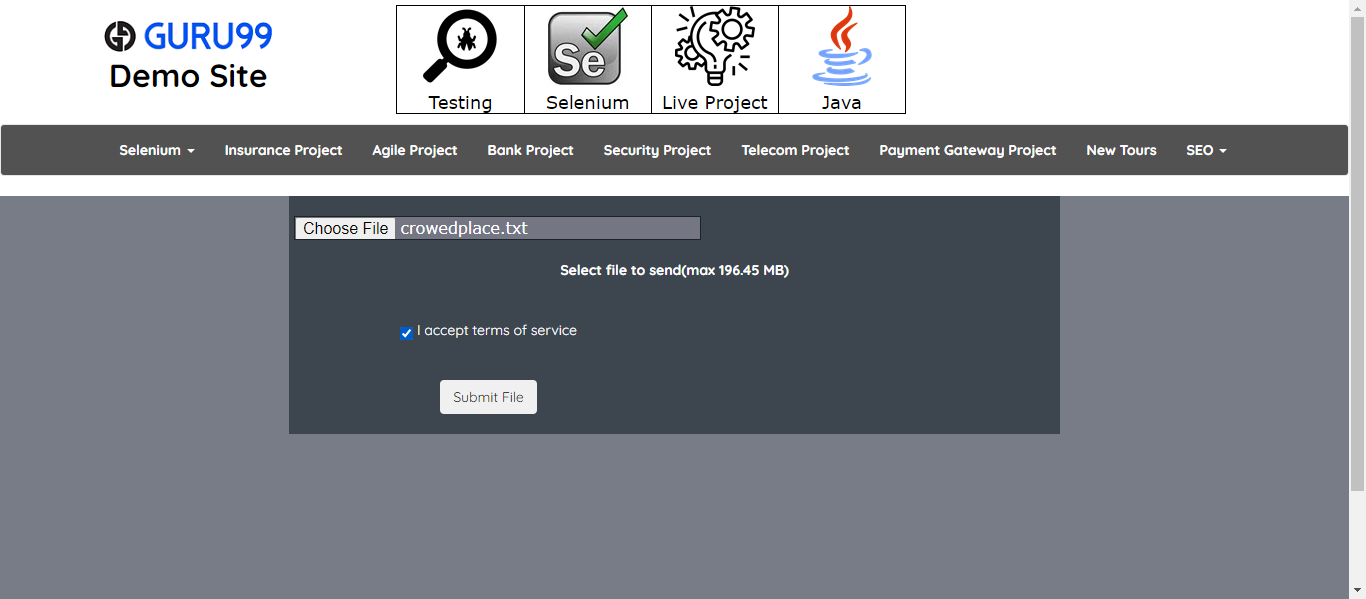 GURU99
Demo Site
Testing
Se
Selenium
Live Project
Java
Selenium Insurance Project Agile Project Bank Project Security Project Telecom Project Payment Gateway Project New Tours SEO
Choose File crowedplace.txt
Select file to send(max 196.45 MB)
I accept terms of service
Submit File